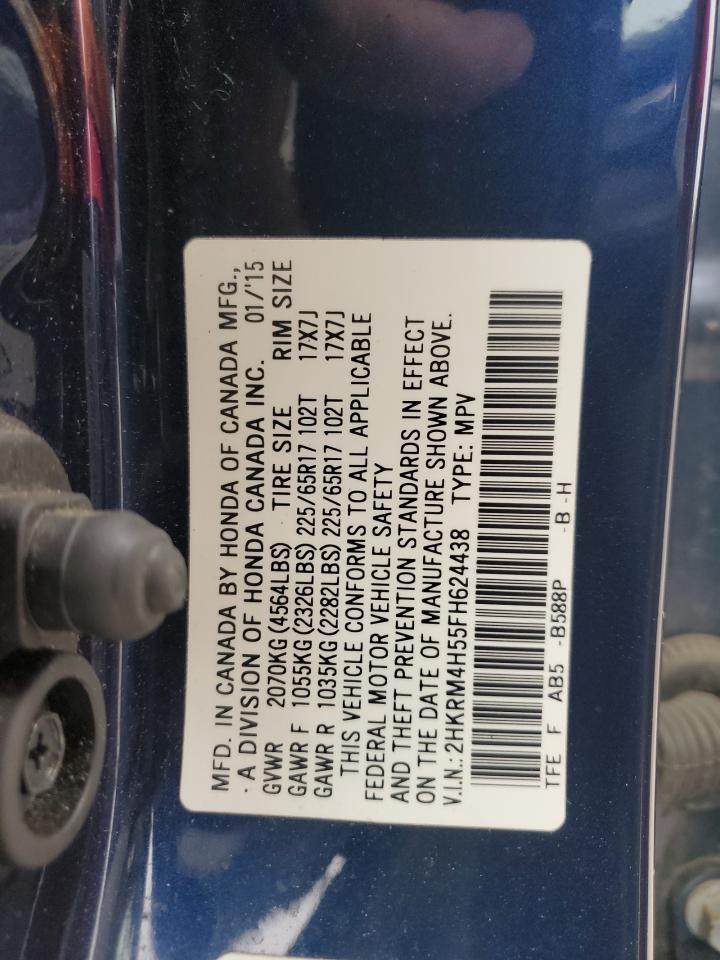 MFD. IN CANADA BY HONDA OF CANADA MFG.,
· A DIVISION OF HONDA CANADA INC. 01/'15
GVWR 2070KG (4564LBS) TIRE SIZE RIM SIZE
GAWR F 1055KG (2326LBS) 225/65R17 102T 17X7J
GAWR R 1035KG (2282LBS) 225/65R17 102T 17X7J
THIS VEHICLE CONFORMS TO ALL APPLICABLE
FEDERAL MOTOR VEHICLE SAFETY
AND THEFT PREVENTION STANDARDS IN EFFECT
ON THE DATE OF MANUFACTURE SHOWN ABOVE.
V.I.N.: 2HKRM4H55FH624438 TYPE: MPV
TFE F AB5 -B588P -B -H